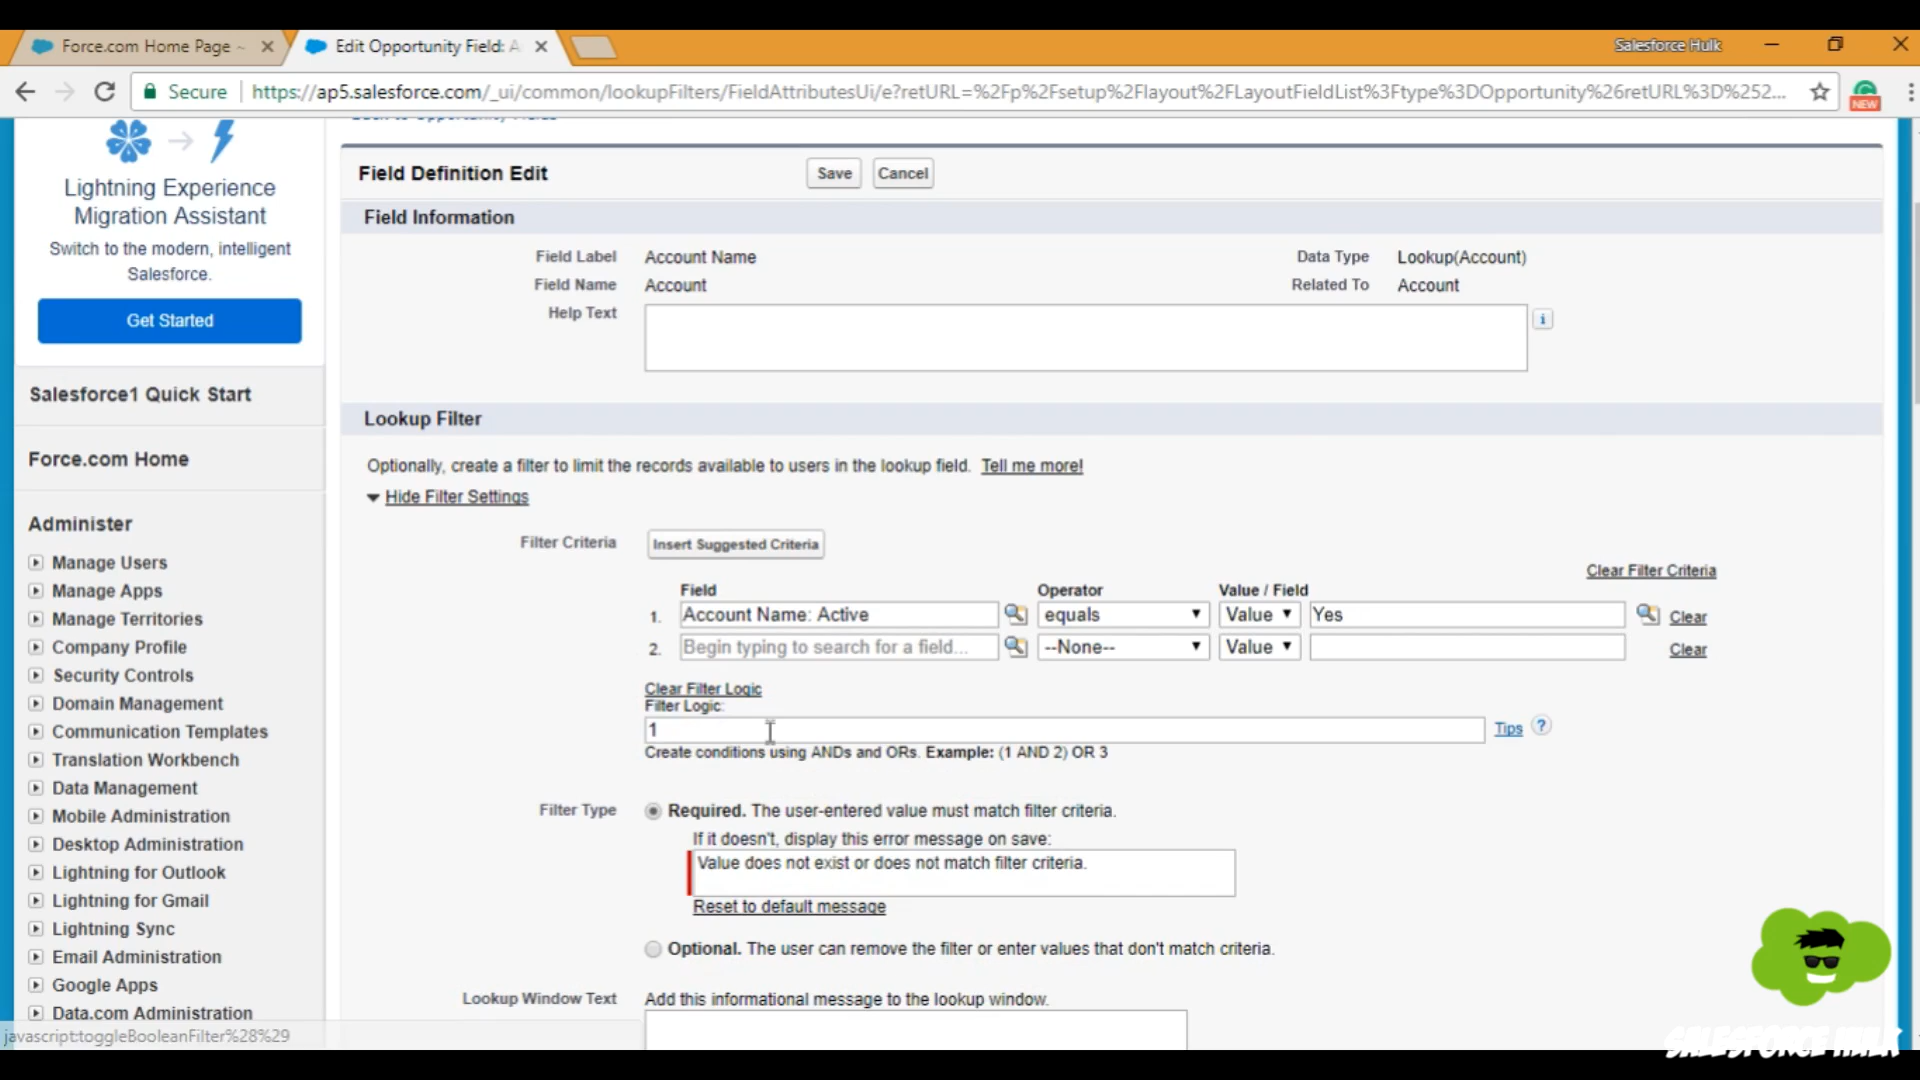 Force.com Home Page ~
Edit Opportunity Field: A
Salesforce Hulk
Secure
https://ap5.salesforce.com/_ui/common/lookupFilters/FieldAttributesUi/e?retURL=%2Fp%2Fsetup%2Flayout%2FLayoutFieldList%3Ftype%3DOpportunity%26retURL%3D%252...
NEW
Back to Opportunity Fields
Lightning Experience
Migration Assistant
Switch to the modern, intelligent
Salesforce.
Get Started
Salesforce1 Quick Start
Force.com Home
Administer
Manage Users
Manage Apps
Manage Territories
Company Profile
Security Controls
Domain Management
Communication Templates
Translation Workbench
Data Management
Mobile Administration
Desktop Administration
Lightning for Outlook
Lightning for Gmail
Lightning Sync
Email Administration
Google Apps
Data.com Administration
javascript:toggleBooleanFilter%28%29
Field Definition Edit
Save
Cancel
Field Information
Field Label Account Name Data Type Lookup(Account)
Field Name Account Related To Account
Help Text
i
Lookup Filter
Optionally, create a filter to limit the records available to users in the lookup field. Tell me more!
Hide Filter Settings
Filter Criteria Insert Suggested Criteria
Clear Filter Criteria
Field Operator Value / Field
1. Account Name: Active equals Value Yes Clear
2. Begin typing to search for a field... --None-- Value Clear
Clear Filter Logic
Filter Logic:
1 Tips ?
Create conditions using ANDs and ORs. Example: (1 AND 2) OR 3
Filter Type Required. The user-entered value must match filter criteria.
If it doesn't, display this error message on save:
Value does not exist or does not match filter criteria.
Reset to default message
Optional. The user can remove the filter or enter values that don't match criteria.
Lookup Window Text Add this informational message to the lookup window.
SALESFORCE HULK